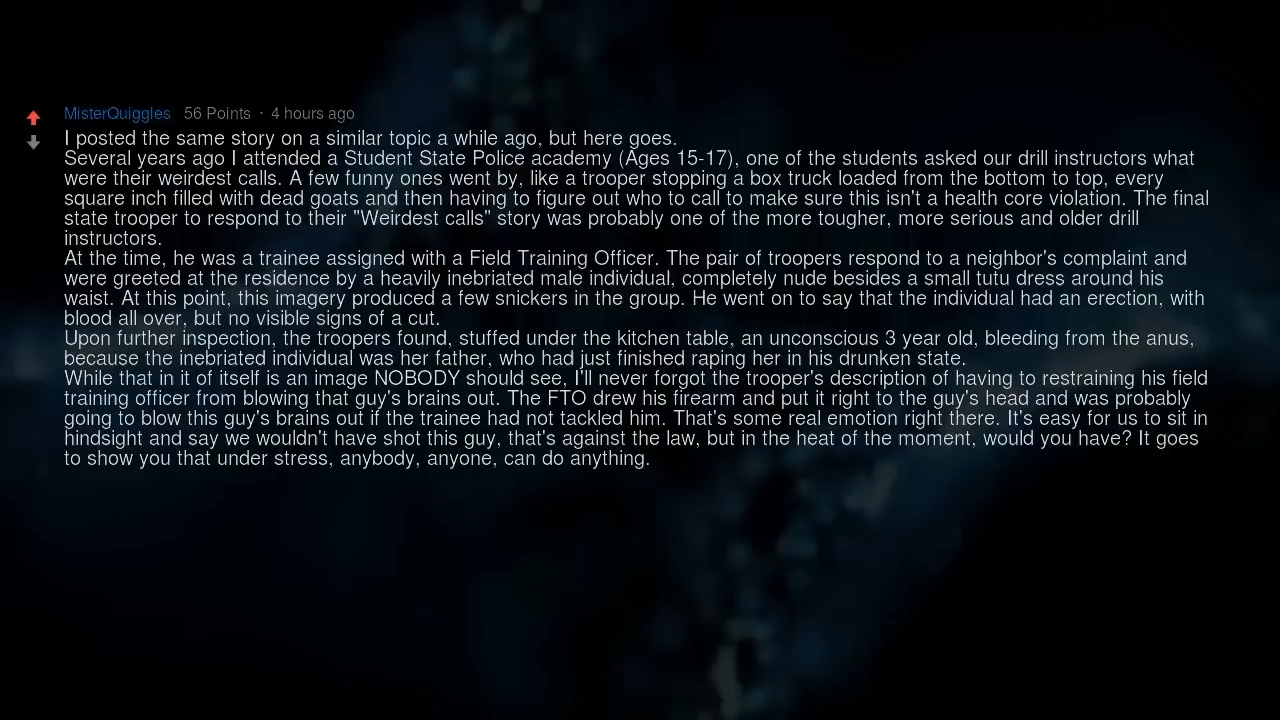 MisterQuiggles 56 Points · 4 hours ago
I posted the same story on a similar topic a while ago, but here goes.
Several years ago I attended a Student State Police academy (Ages 15-17), one of the students asked our drill instructors what
were their weirdest calls. A few funny ones went by, like a trooper stopping a box truck loaded from the bottom to top, every
square inch filled with dead goats and then having to figure out who to call to make sure this isn't a health core violation. The final
state trooper to respond to their "Weirdest calls" story was probably one of the more tougher, more serious and older drill
instructors.
At the time, he was a trainee assigned with a Field Training Officer. The pair of troopers respond to a neighbor's complaint and
were greeted at the residence by a heavily inebriated male individual, completely nude besides a small tutu dress around his
waist. At this point, this imagery produced a few snickers in the group. He went on to say that the individual had an erection, with
blood all over, but no visible signs of a cut.
Upon further inspection, the troopers found, stuffed under the kitchen table, an unconscious 3 year old, bleeding from the anus,
because the inebriated individual was her father, who had just finished raping her in his drunken state.
While that in it of itself is an image NOBODY should see, I'll never forgot the trooper's description of having to restraining his field
training officer from blowing that guy's brains out. The FTO drew his firearm and put it right to the guy's head and was probably
going to blow this guy's brains out if the trainee had not tackled him. That's some real emotion right there. It's easy for us to sit in
hindsight and say we wouldn't have shot this guy, that's against the law, but in the heat of the moment, would you have? It goes
to show you that under stress, anybody, anyone, can do anything.